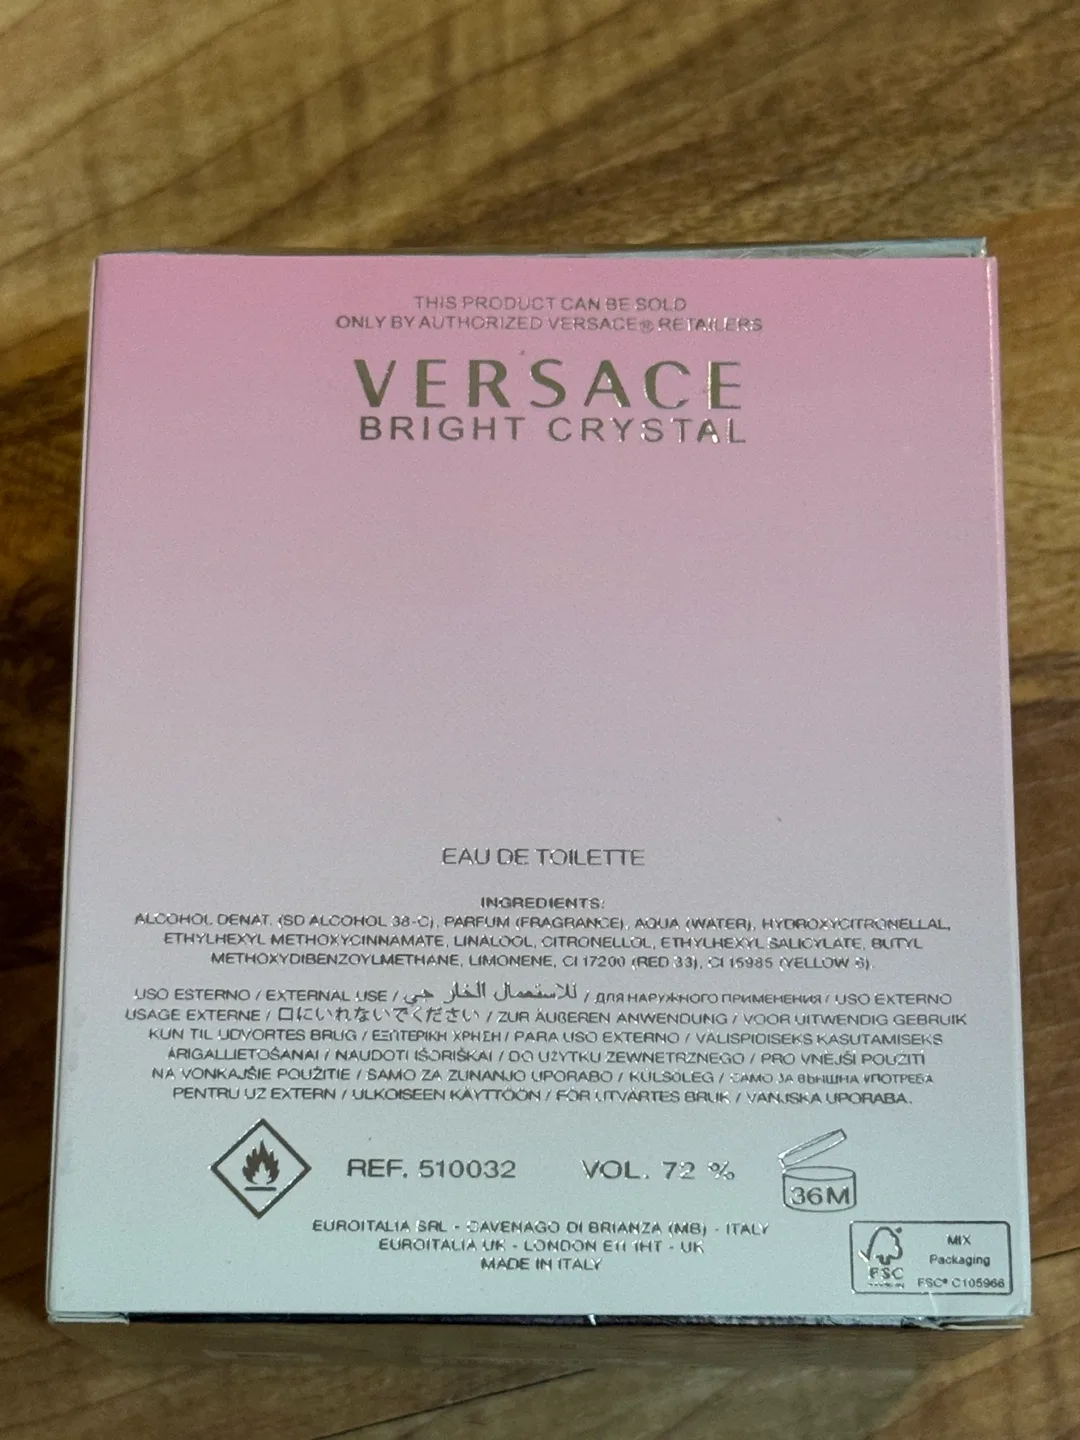 THIS PRODUCT CAN BE SOLD
ONLY BY AUTHORIZED VERSACE® RETAILERS
VERSACE
BRIGHT CRYSTAL
EAU DE TOILETTE
INGREDIENTS:
ALCOHOL DENAT. (SD ALCOHOL 38-C), PARFUM (FRAGRANCE), AQUA (WATER), HYDROXYCITRONELLAL,
ETHYLHEXYL METHOXYCINNAMATE, LINALOOL, CITRONELLOL, ETHYLHEXYL SALICYLATE, BUTYL
METHOXYDIBENZOYLMETHANE, LIMONENE, CI 17200 (RED 33), CI 15985 (YELLOW 6).
USO ESTERNO / EXTERNAL USE / للاستعمال الخارجي / ДЛЯ НАРУЖНОГО ПРИМЕНЕНИЯ / USO EXTERNO
USAGE EXTERNE / 口にいれないでください / ZUR ÄUßEREN ANWENDUNG / VOOR UITWENDIG GEBRUIK
KUN TIL UDVORTES BRUG / ΕΞΩΤΕΡΙΚΗ ΧΡΗΣΗ / PARA USO EXTERNO / VÄLISPIDISEKS KASUTAMISEKS
ĀRĪGALLIETOŠANAI / NAUDOTI IŠORIŠKAI / DO UŻYTKU ZEWNETRZNEGO / PRO VNĚJŠÍ POUŽITÍ
NA VONKAJŠIE POUŽITIE / SAMO ZA ZUNANJO UPORABO / KÜLSÖLEG / САМО ЗА ВЪНШНА УПОТРЕБА
PENTRU UZ EXTERN / ULKOISEEN KÄYTTÖÖN / FÖR UTVÄRTES BRUK / VANJSKA UPORABA.
REF. 510032 VOL. 72 % 36M
EUROITALIA SRL - CAVENAGO DI BRIANZA (MB) - ITALY
EUROITALIA UK - LONDON E11 1HT - UK
MADE IN ITALY
FSC
MIX
Packaging
FSC® C105966